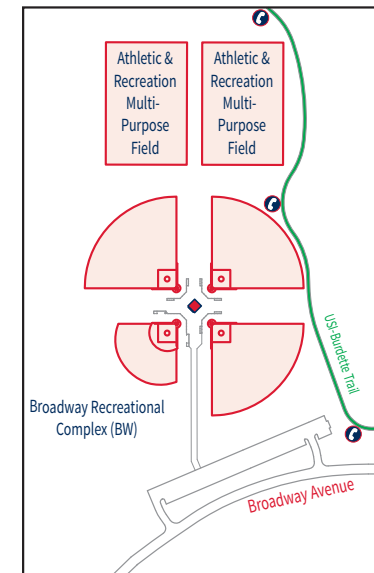 Athletic &
Recreation
Multi-
Purpose
Field
Athletic &
Recreation
Multi-
Purpose
Field
USI-Burdette Trail
Broadway Recreational
Complex (BW)
Broadway Avenue